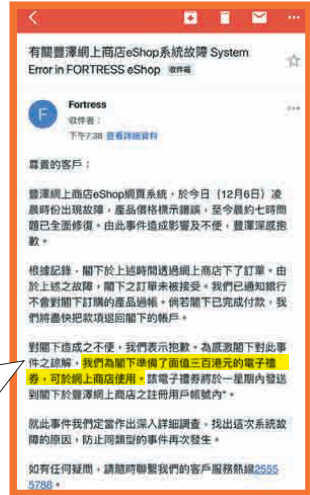 有關豐澤網上商店eShop系統故障 System
Error in FORTRESS eShop 收件箱
F
Fortress
收件者：
下午7:38 查看詳細資料
尊貴的客戶：
豐澤網上商店eShop網頁系統，於今日（12月6日）凌
晨時份出現故障，產品價格標示錯誤，至今晨約七時問
題已全面修復。由此事件造成影響及不便，豐澤深感抱
歉。
根據記錄，閣下於上述時間透過網上商店下了訂單。由
於上述之故障，閣下之訂單未被接受。我們已通知銀行
不會對閣下訂購的產品過帳。倘若閣下已完成付款，我
們將盡快把款項退回閣下的帳戶。
對閣下造成之不便，我們表示抱歉。為感激閣下對此事
件之諒解，我們為閣下準備了面值三百港元的電子禮
券，可於網上商店使用。該電子禮券將於一星期內發送
到閣下於豐澤網上商店之註冊用戶帳號內*。
就此事件我們定當作出深入詳細調查，找出這次系統故
障的原因，防止同類型的事件再次發生。
如有任何疑問，請隨時聯繫我們的客戶服務熱線2555
5788。